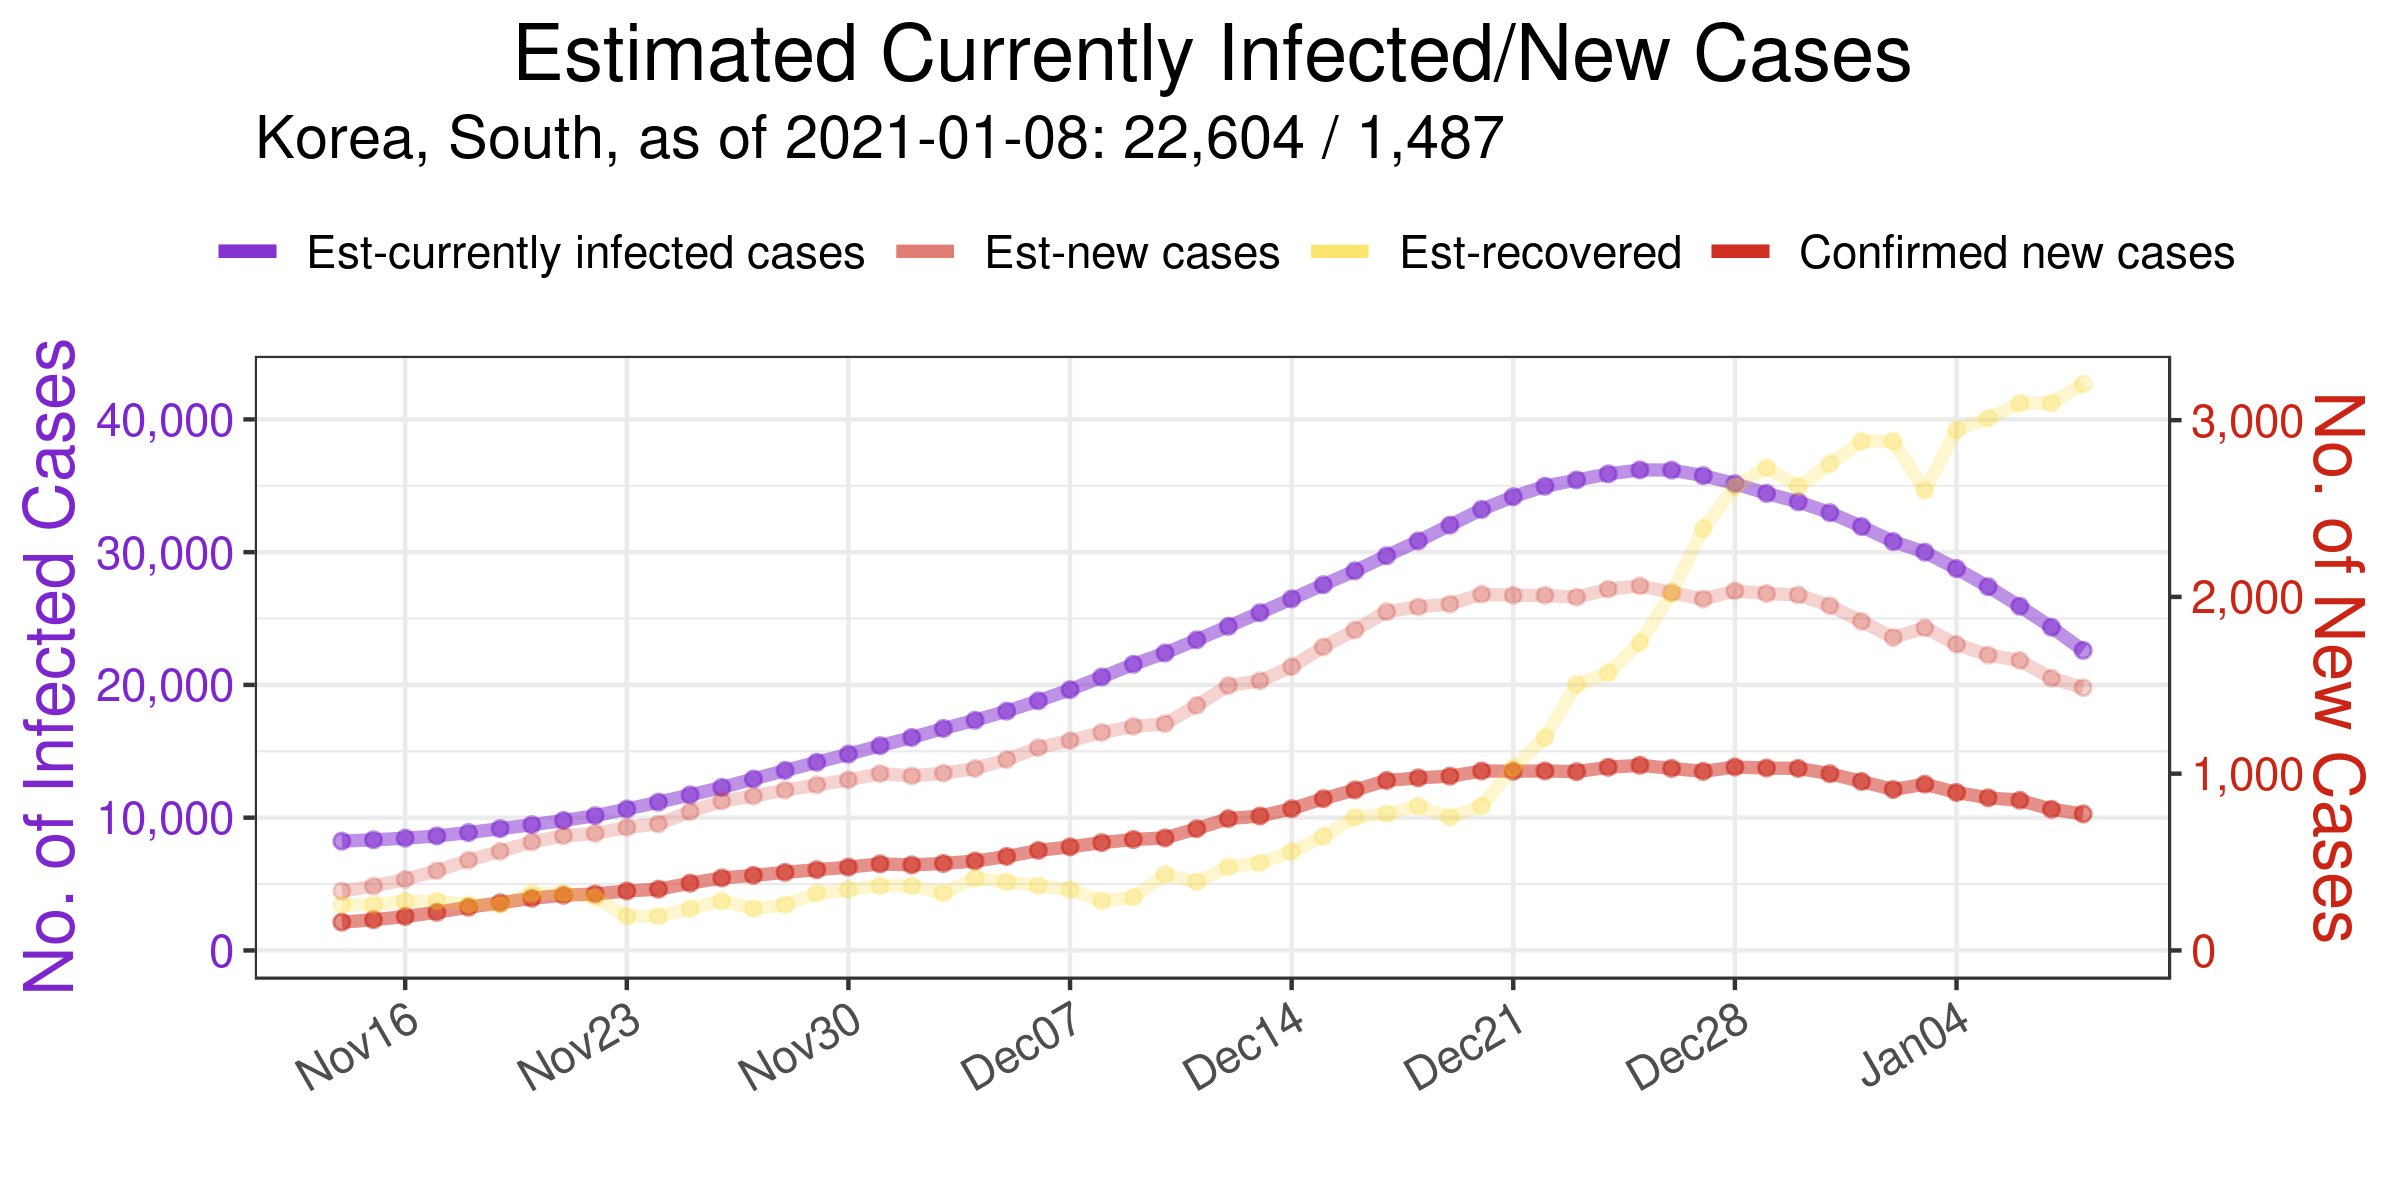 Estimated Currently Infected/New Cases
Korea, South, as of 2021-01-08: 22,604 / 1,487
Est-currently infected cases
Est-new cases
Est-recovered
Confirmed new cases
No. of Infected Cases
40,000
30,000
20,000
10,000
0
3,000
2,000
1,000
0
No. of New Cases
Nov16
Nov23
Nov30
Dec07
Dec14
Dec21
Dec28
Jan04